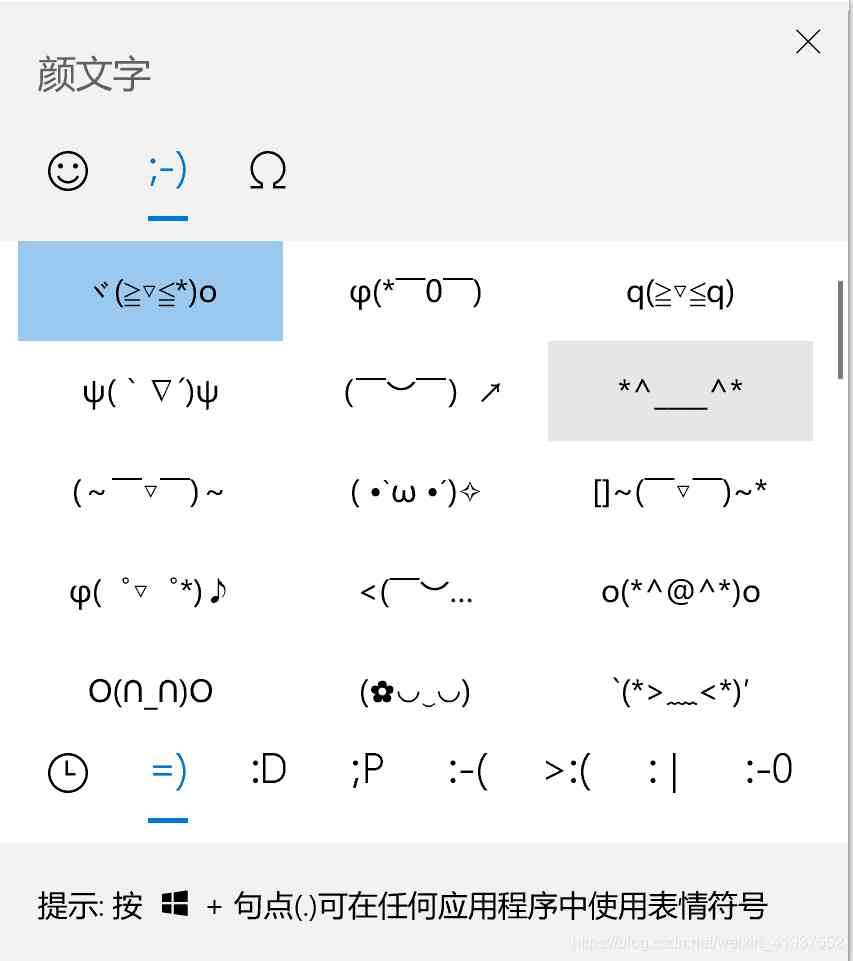 颜文字
;-) Ω
ヾ(≧▽≦*)o φ(*￣0￣) q(≧▽≦q)
ψ(｀∇´)ψ (￣︶￣)↗ *^____^*
(～￣▽￣)～ ( •̀ω•́)✧ []~(￣▽￣)~*
φ(゜▽゜*)♪ <(￣︶... o(*^＠^*)o
O(∩_∩)O (✿◡‿◡) `(*>﹏<*)′
=) :D ;P :-( >:( :| :-0
提示: 按 + 句点(.)可在任何应用程序中使用表情符号
https://blog.csdn.net/weixin_41937552